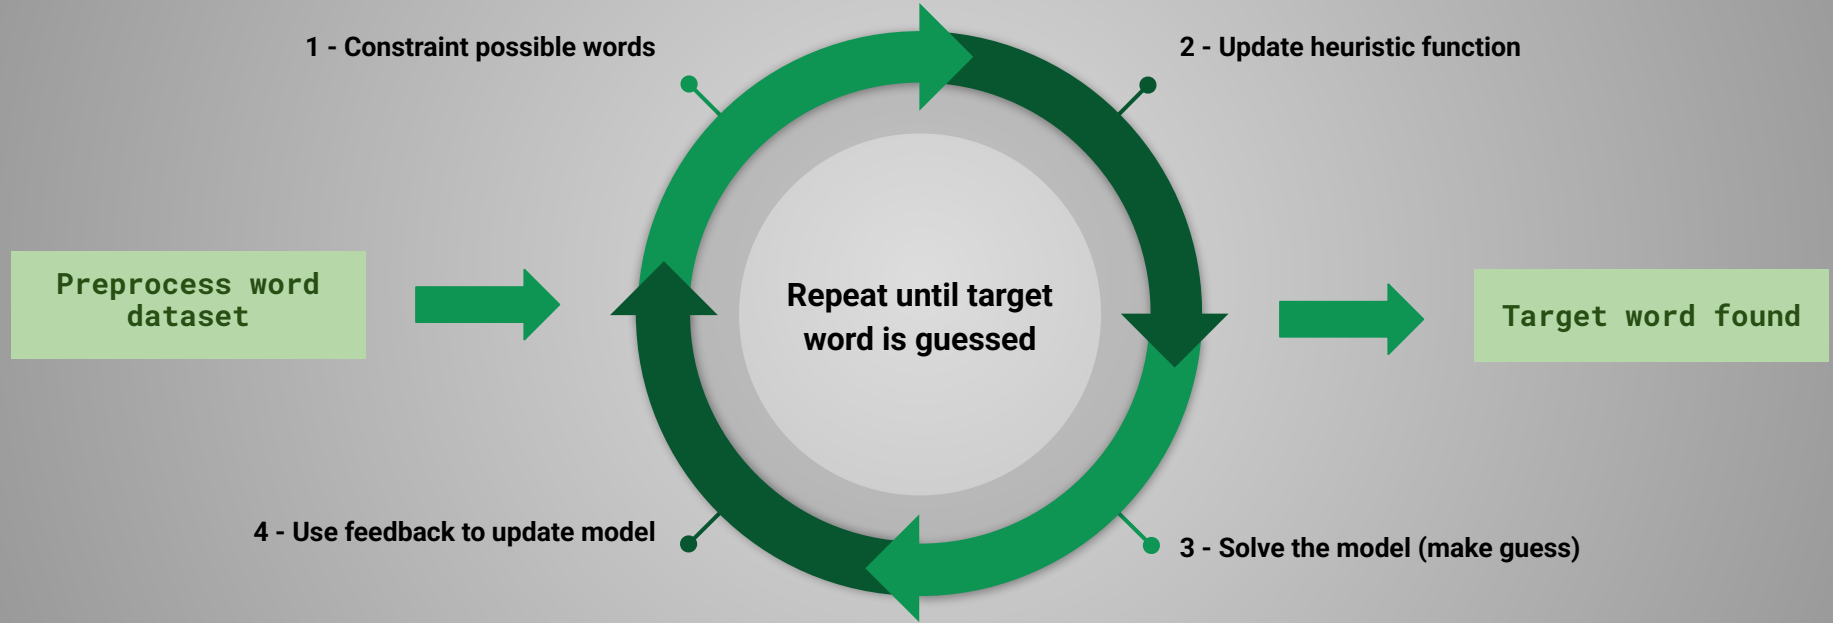 1 - Constraint possible words
2 - Update heuristic function
Preprocess word
dataset
Repeat until target
word is guessed
Target word found
4 - Use feedback to update model
3 - Solve the model (make guess)